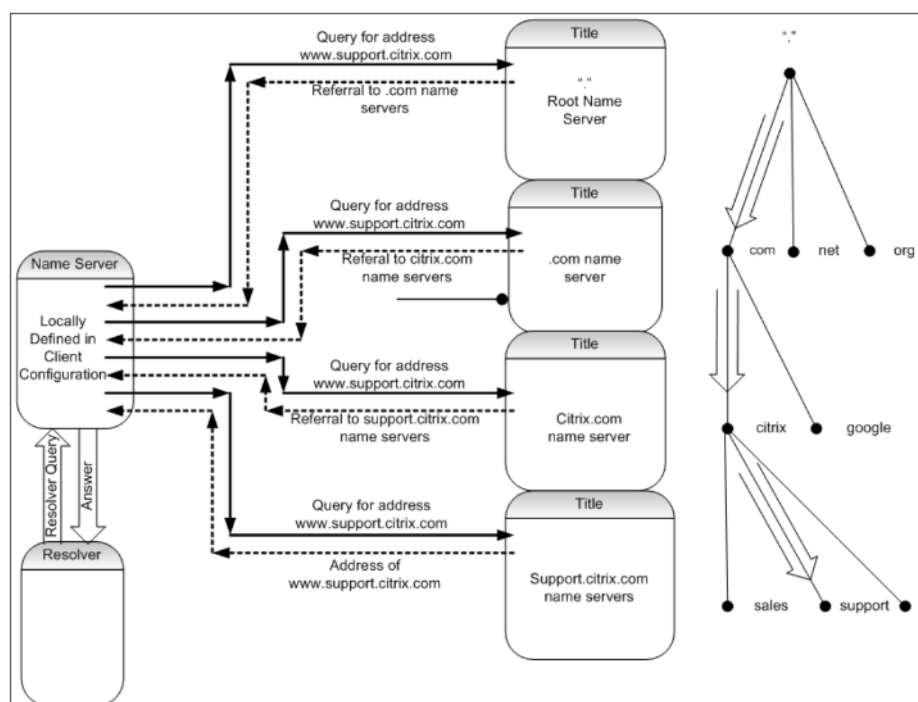 Query for address
www.support.citrix.com
Referral to .com name
servers
Title
"."
Root Name
Server
Query for address
www.support.citrix.com
Referal to citrix.com
name servers
Title
.com name
server
Name Server
Locally
Defined in
Client
Configuration
Query for address
www.support.citrix.com
Referral to support.citrix.com
name servers
Title
Citrix.com
name server
Resolver Query
Answer
Resolver
Query for address
www.support.citrix.com
Address of
www.support.citrix.com
Title
Support.citrix.com
name servers
"."
com
net
org
citrix
google
sales
support